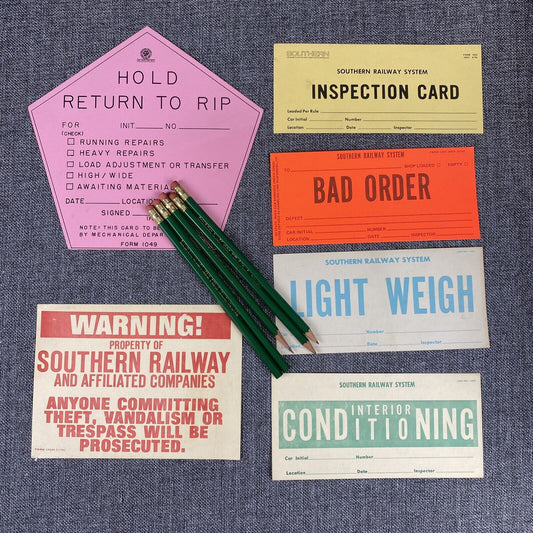 HOLD
RETURN TO RIP
FOR INIT. NO.
(CHECK)
RUNNING REPAIRS
HEAVY REPAIRS
LOAD ADJUSTMENT OR TRANSFER
HIGH/WIDE
AWAITING MATERIAL
DATE LOCATION
SIGNED
NOTE! THIS CARD TO BE
BY MECHANICAL
FORM 1049
SOUTHERN
SOUTHERN RAILWAY SYSTEM
INSPECTION CARD
Loaded Per Rule
Car Initial Number
Location Date Inspector
SOUTHERN RAILWAY SYSTEM
TO SHOP LOADED EMPTY
BAD ORDER
DEFECT
CAR INITIAL NUMBER
LOCATION DATE INSPECTOR
SOUTHERN RAILWAY SYSTEM
LIGHT WEIGH
Number
Date Inspector
SOUTHERN RAILWAY SYSTEM
INTERIOR
CONDITIONING
Car Initial Number
Location Date Inspector
WARNING!
PROPERTY OF
SOUTHERN RAILWAY
AND AFFILIATED COMPANIES
ANYONE COMMITTING
THEFT, VANDALISM OR
TRESPASS WILL BE
PROSECUTED.